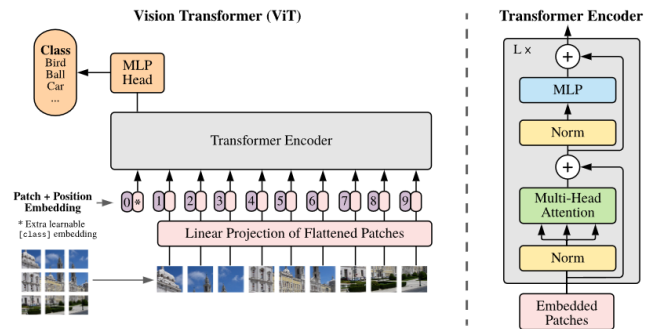 Vision Transformer (ViT)
Class
Bird
Ball
Car
...
MLP
Head
Transformer Encoder
Patch + Position
Embedding
0 * 1 2 3 4 5 6 7 8 9
* Extra learnable
[class] embedding
Linear Projection of Flattened Patches
Transformer Encoder
L x
+
MLP
Norm
+
Multi-Head
Attention
Norm
Embedded
Patches